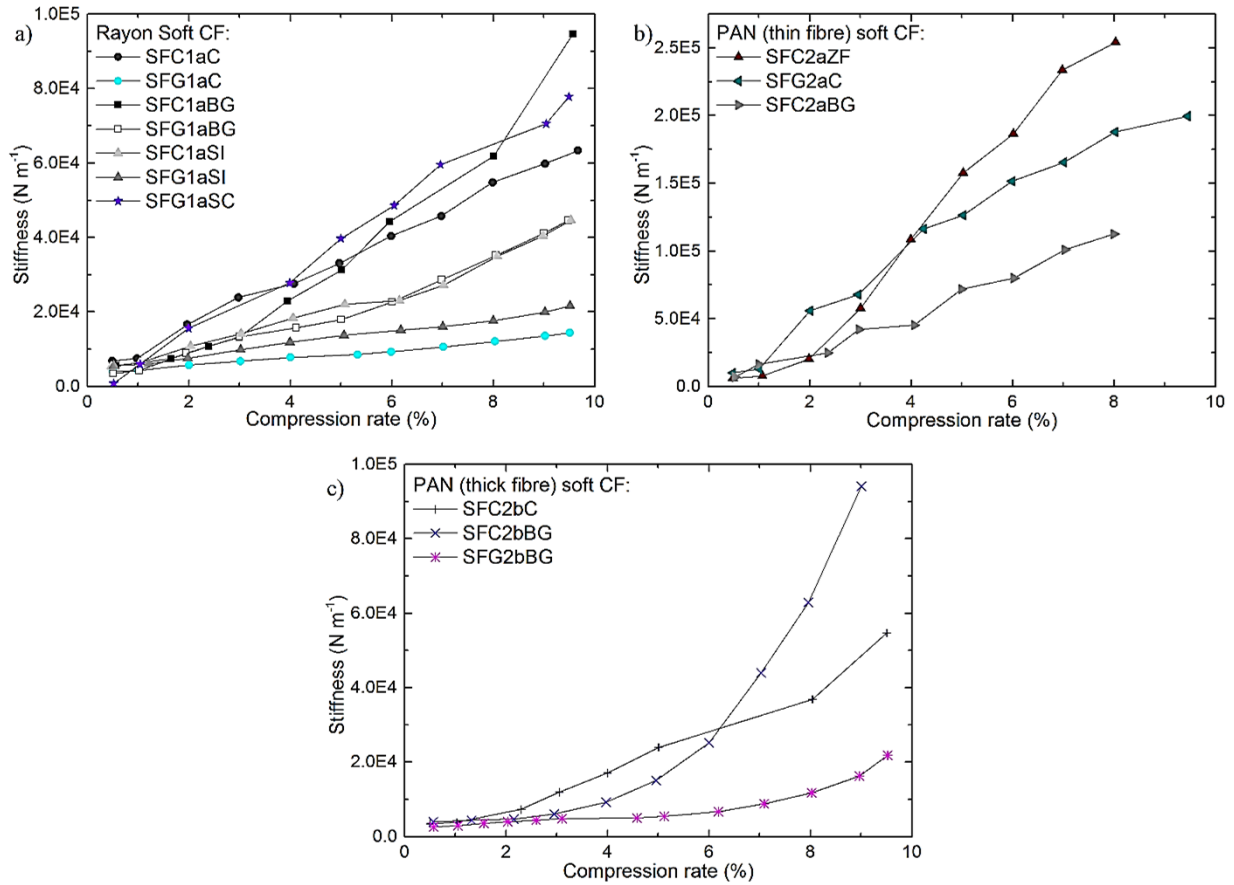 a)
Rayon Soft CF:
SFC1aC
SFG1aC
SFC1aBG
SFG1aBG
SFC1aSI
SFG1aSI
SFG1aSC
1.0E5
8.0E4
6.0E4
4.0E4
2.0E4
0.0
Stiffness (N m⁻¹)
0 2 4 6 8 10
Compression rate (%)
b)
PAN (thin fibre) soft CF:
SFC2aZF
SFG2aC
SFC2aBG
2.5E5
2.0E5
1.5E5
1.0E5
5.0E4
0.0
Stiffness (N m⁻¹)
0 2 4 6 8 10
Compression rate (%)
c)
PAN (thick fibre) soft CF:
SFC2bC
SFC2bBG
SFG2bBG
1.0E5
8.0E4
6.0E4
4.0E4
2.0E4
0.0
Stiffness (N m⁻¹)
0 2 4 6 8 10
Compression rate (%)